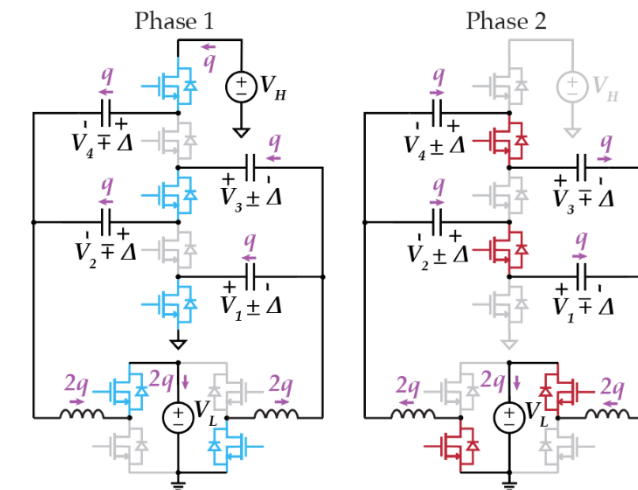 Phase 1
Phase 2
q
q
q
q
V_H
V_H
- +
- +
V_4 ∓ Δ
V_4 ± Δ
q
q
+ -
+ -
V_3 ± Δ
V_3 ∓ Δ
q
q
- +
- +
V_2 ∓ Δ
V_2 ± Δ
q
q
+ -
+ -
V_1 ± Δ
V_1 ∓ Δ
2q
2q
2q
2q
2q
2q
V_L
V_L